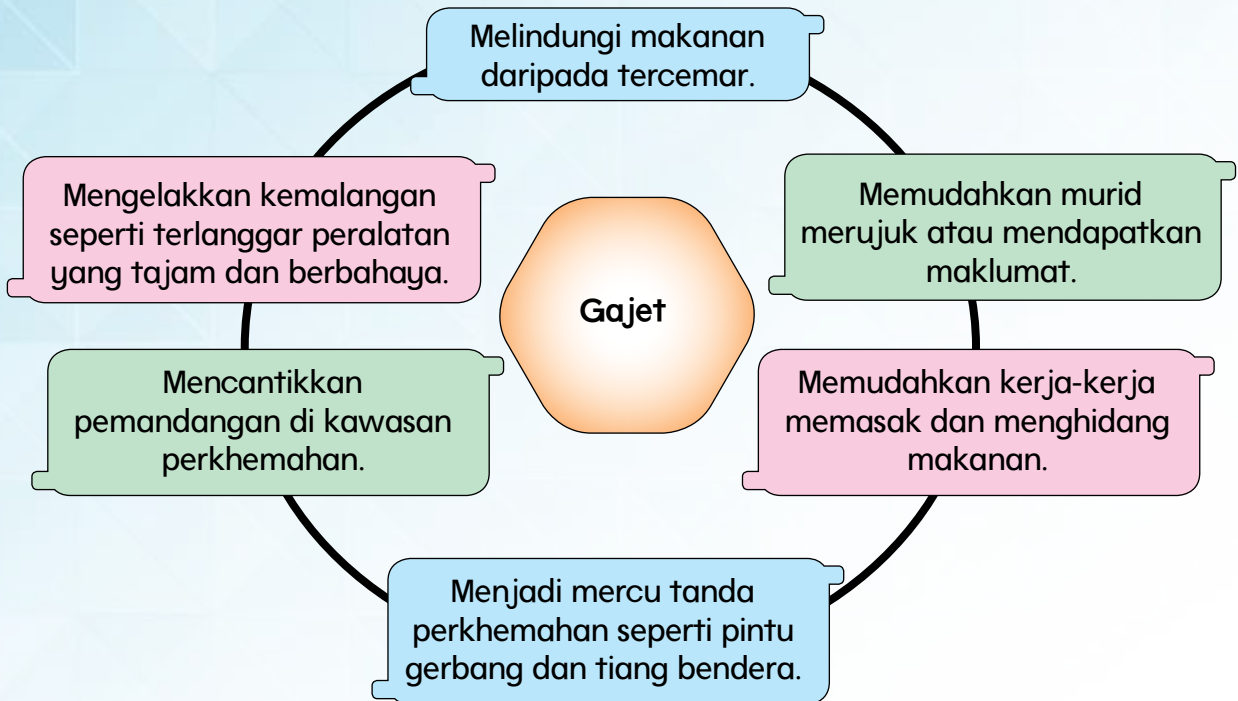 Melindungi makanan
daripada tercemar.
Mengelakkan kemalangan
seperti terlanggar peralatan
yang tajam dan berbahaya.
Memudahkan murid
merujuk atau mendapatkan
maklumat.
Gajet
Mencantikkan
pemandangan di kawasan
perkhemahan.
Memudahkan kerja-kerja
memasak dan menghidang
makanan.
Menjadi mercu tanda
perkhemahan seperti pintu
gerbang dan tiang bendera.